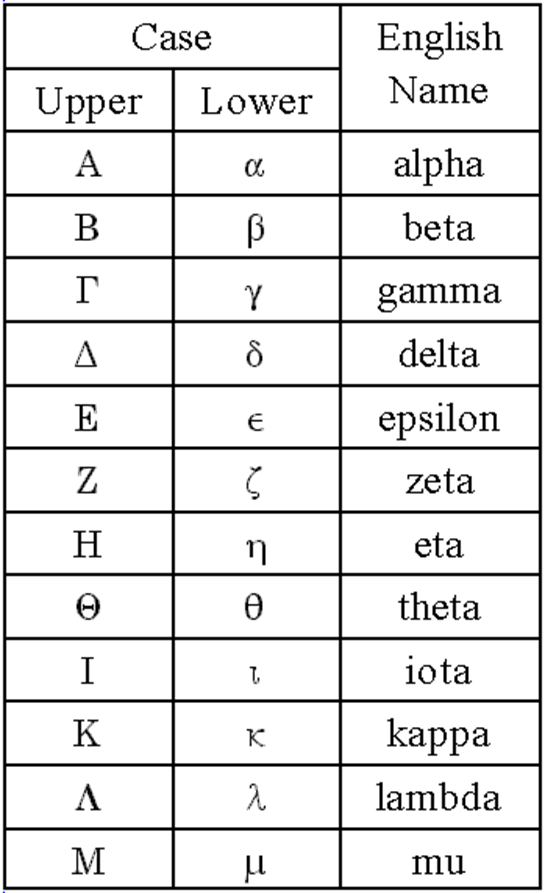 Case English
Name
Upper Lower
Α α alpha
Β β beta
Γ γ gamma
Δ δ delta
Ε ϵ epsilon
Ζ ζ zeta
Η η eta
Θ θ theta
Ι ι iota
Κ κ kappa
Λ λ lambda
Μ μ mu